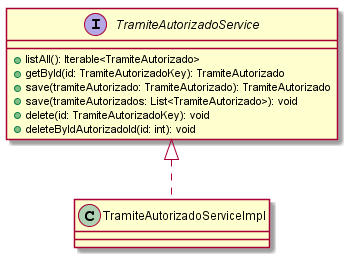 I TramiteAutorizadoService
listAll(): Iterable<TramiteAutorizado>
getById(id: TramiteAutorizadoKey): TramiteAutorizado
save(tramiteAutorizado: TramiteAutorizado): TramiteAutorizado
save(tramiteAutorizados: List<TramiteAutorizado>): void
delete(id: TramiteAutorizadoKey): void
deleteByIdAutorizadoId(id: int): void
C TramiteAutorizadoServiceImpl